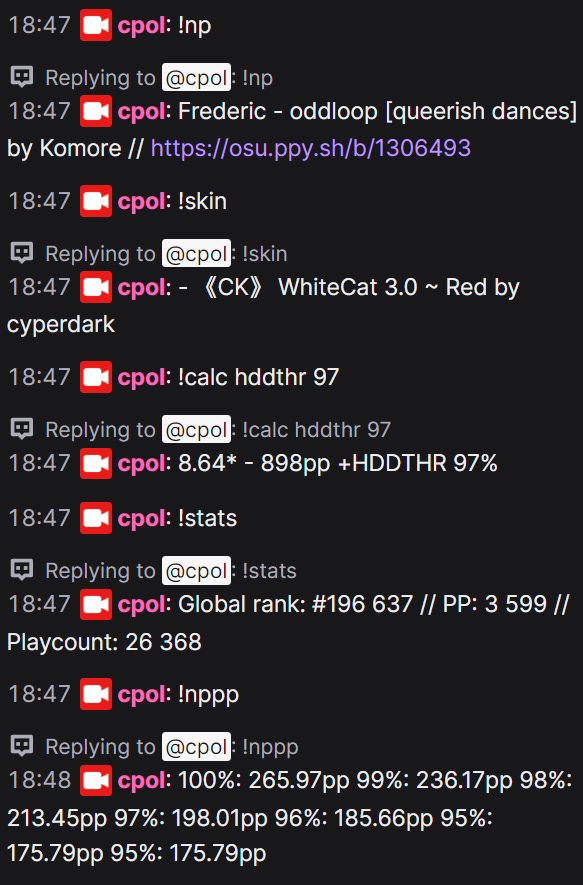 18:47 cpol: !np
Replying to @cpol: !np
18:47 cpol: Frederic - oddloop [queerish dances]
by Komore // https://osu.ppy.sh/b/1306493
18:47 cpol: !skin
Replying to @cpol: !skin
18:47 cpol: - 《CK》 WhiteCat 3.0 ~ Red by
cyperdark
18:47 cpol: !calc hddthr 97
Replying to @cpol: !calc hddthr 97
18:47 cpol: 8.64* - 898pp +HDDTHR 97%
18:47 cpol: !stats
Replying to @cpol: !stats
18:47 cpol: Global rank: #196 637 // PP: 3 599 //
Playcount: 26 368
18:47 cpol: !nppp
Replying to @cpol: !nppp
18:48 cpol: 100%: 265.97pp 99%: 236.17pp 98%:
213.45pp 97%: 198.01pp 96%: 185.66pp 95%:
175.79pp 95%: 175.79pp